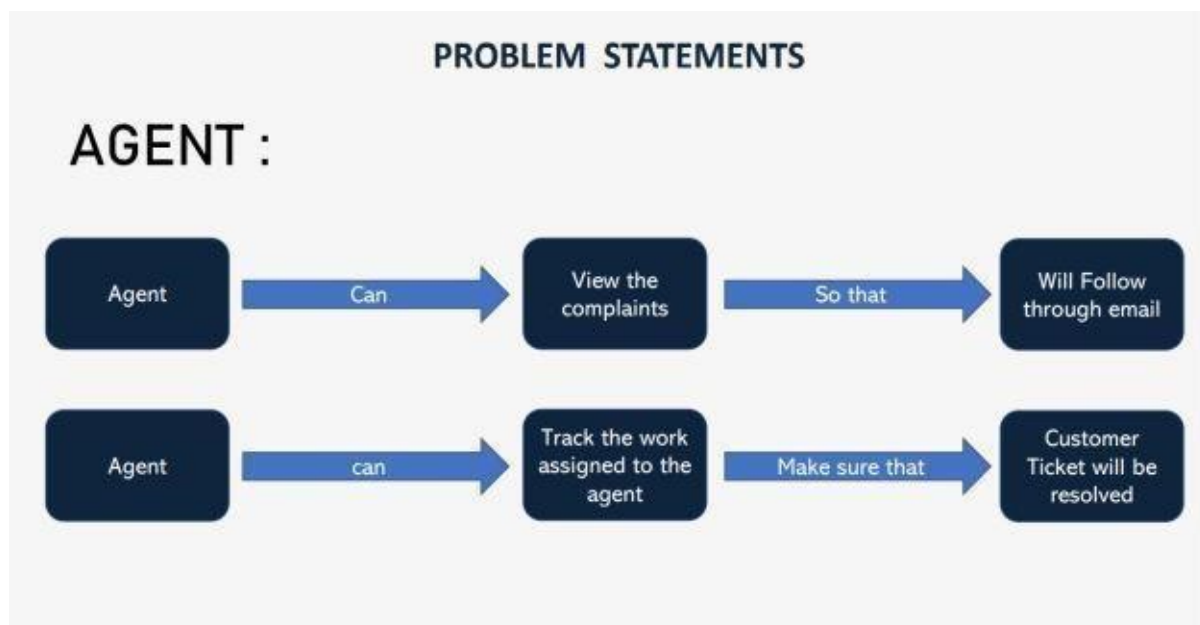 PROBLEM STATEMENTS
AGENT :
Agent
Can
View the
complaints
So that
Will Follow
through email
Agent
can
Track the work
assigned to the
agent
Make sure that
Customer
Ticket will be
resolved